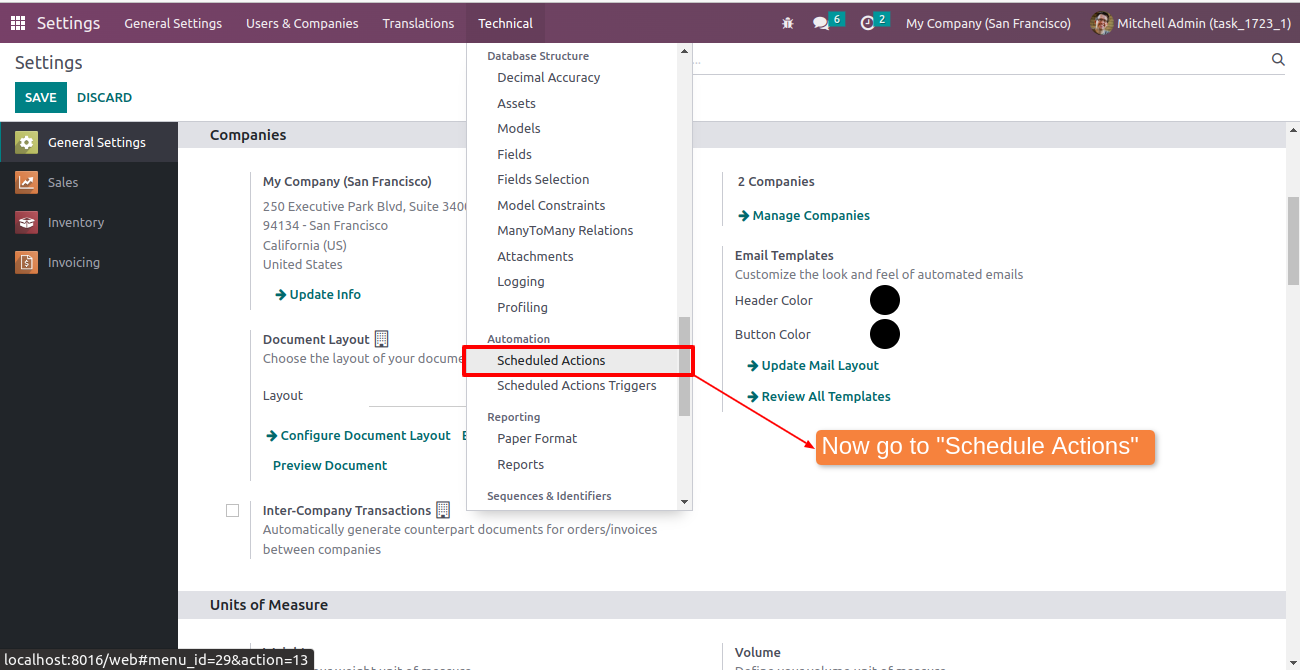 Settings General Settings Users & Companies Translations Technical 6 2 My Company (San Francisco) Mitchell Admin (task_1723_1)
Settings
...
SAVE DISCARD
General Settings
Sales
Inventory
Invoicing
Companies
My Company (San Francisco)
250 Executive Park Blvd, Suite 340
94134 - San Francisco
California (US)
United States
Update Info
Document Layout
Choose the layout of your docume
Layout
Configure Document Layout
Preview Document
Inter-Company Transactions
Automatically generate counterpart documents for orders/invoices
between companies
Database Structure
Decimal Accuracy
Assets
Models
Fields
Fields Selection
Model Constraints
ManyToMany Relations
Attachments
Logging
Profiling
Automation
Scheduled Actions
Scheduled Actions Triggers
Reporting
Paper Format
Reports
Sequences & Identifiers
2 Companies
Manage Companies
Email Templates
Customize the look and feel of automated emails
Header Color
Button Color
Update Mail Layout
Review All Templates
Now go to "Schedule Actions"
Units of Measure
Volume
Define your volume unit of measure
localhost:8016/web#menu_id=29&action=13